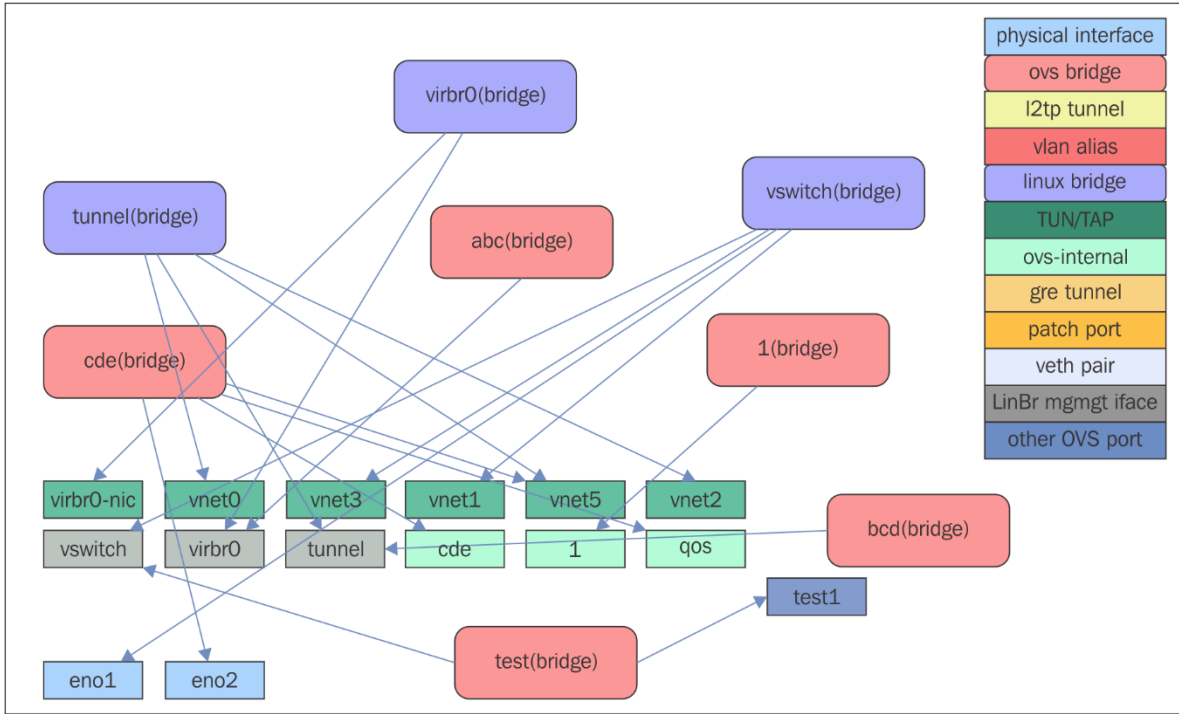 physical interface
ovs bridge
l2tp tunnel
vlan alias
linux bridge
TUN/TAP
ovs-internal
gre tunnel
patch port
veth pair
LinBr mgmgt iface
other OVS port
virbr0(bridge)
tunnel(bridge)
vswitch(bridge)
abc(bridge)
cde(bridge)
1(bridge)
virbr0-nic
vnet0
vnet3
vnet1
vnet5
vnet2
vswitch
virbr0
tunnel
cde
1
qos
bcd(bridge)
test1
test(bridge)
eno1
eno2